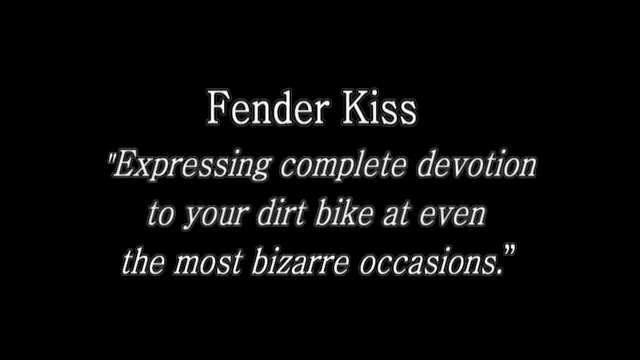 Fender Kiss
"Expressing complete devotion
to your dirt bike at even
the most bizarre occasions.”